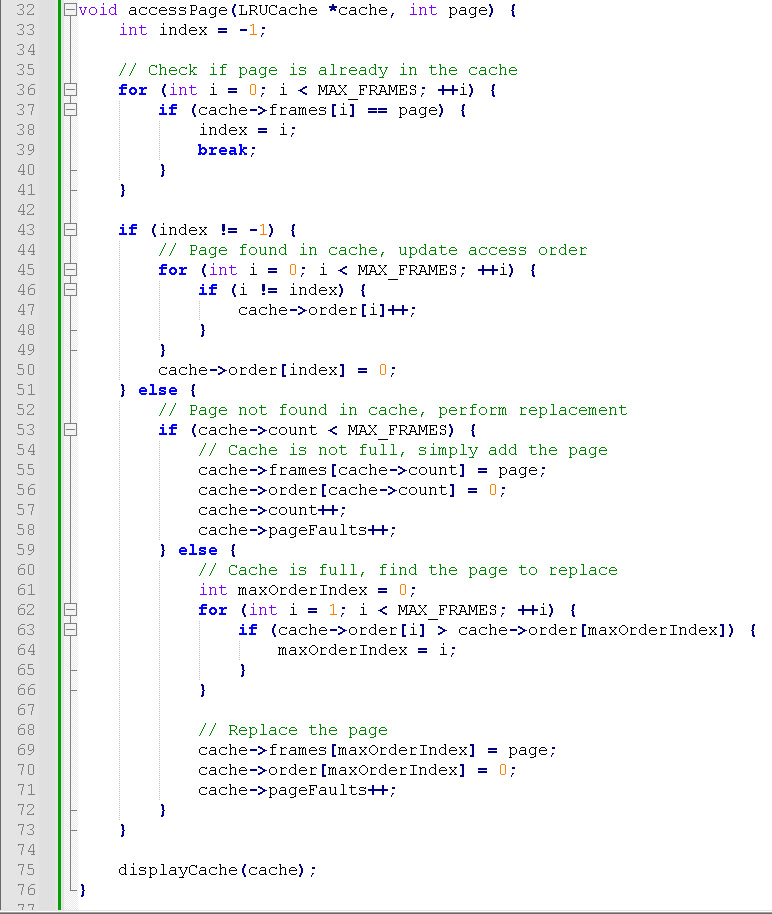 32 void accessPage(LRUCache *cache, int page) {
33     int index = -1;
34
35     // Check if page is already in the cache
36     for (int i = 0; i < MAX_FRAMES; ++i) {
37         if (cache->frames[i] == page) {
38             index = i;
39             break;
40         }
41     }
42
43     if (index != -1) {
44         // Page found in cache, update access order
45         for (int i = 0; i < MAX_FRAMES; ++i) {
46             if (i != index) {
47                 cache->order[i]++;
48             }
49         }
50         cache->order[index] = 0;
51     } else {
52         // Page not found in cache, perform replacement
53         if (cache->count < MAX_FRAMES) {
54             // Cache is not full, simply add the page
55             cache->frames[cache->count] = page;
56             cache->order[cache->count] = 0;
57             cache->count++;
58             cache->pageFaults++;
59         } else {
60             // Cache is full, find the page to replace
61             int maxOrderIndex = 0;
62             for (int i = 1; i < MAX_FRAMES; ++i) {
63                 if (cache->order[i] > cache->order[maxOrderIndex]) {
64                     maxOrderIndex = i;
65                 }
66             }
67
68             // Replace the page
69             cache->frames[maxOrderIndex] = page;
70             cache->order[maxOrderIndex] = 0;
71             cache->pageFaults++;
72         }
73     }
74
75     displayCache(cache);
76 }
77